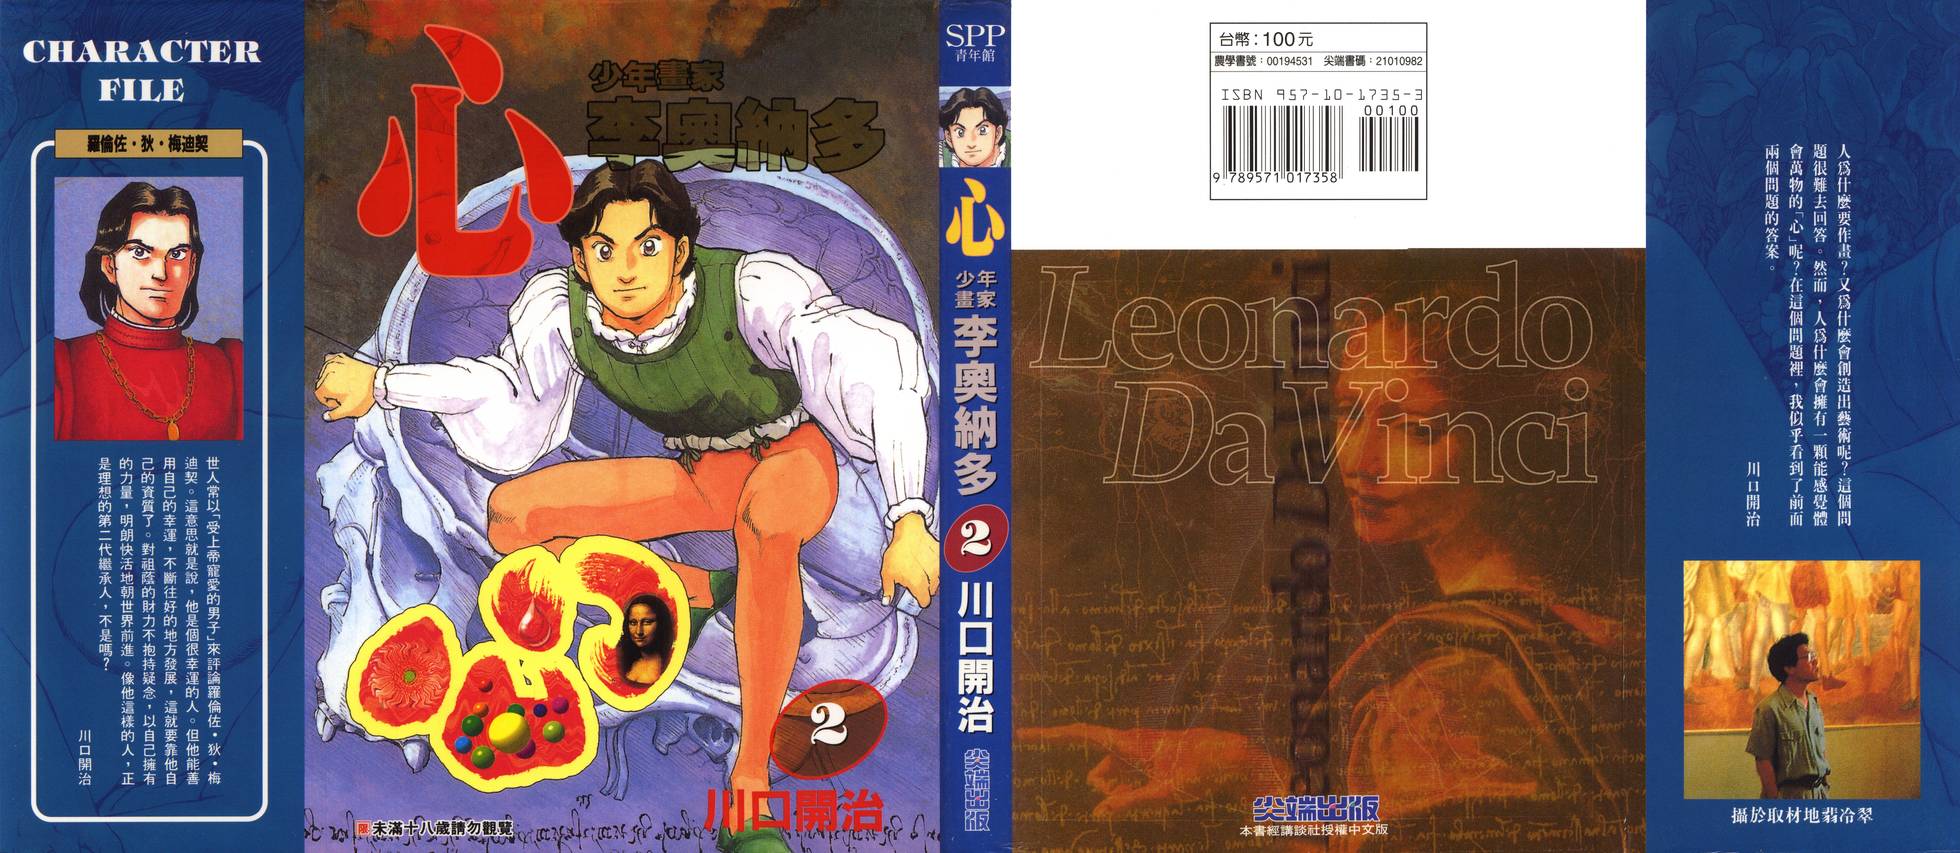 CHARACTER
FILE
羅倫佐・狄・梅迪契
世人常以「受上帝寵愛的男子」來評論羅倫佐・狄・梅
迪契。這意思就是說，他是個很幸運的人。但他能善
用自己的幸運，不斷往好的地方發展，這就要靠他自
己的資質了。對祖蔭的財力不抱持疑念，以自己擁有
的力量，明朗快活地朝世界前進。像他這樣的人，正
是理想的第二代繼承人，不是嗎？
川口開治
心
少年畫家
李奧納多
2
川口開治
限 未滿十八歲請勿觀覽
SPP
青年館
心
少年
畫家
李奧納多
2
川口開治
尖端出版
台幣：100元
農學書號：00194531 尖端書碼：21010982
ISBN 957-10-1735-3
00100
9 789571 017358
Leonardo
Da Vinci
尖端出版
本書經講談社授權中文版
人爲什麼要作畫？又爲什麼會創造出藝術呢？這個問
題很難去回答。然而，人爲什麼會擁有一顆能感覺體
會萬物的「心」呢？在這個問題裡，我似乎看到了前面
兩個問題的答案。
川口開治
攝於取材地翡冷翠